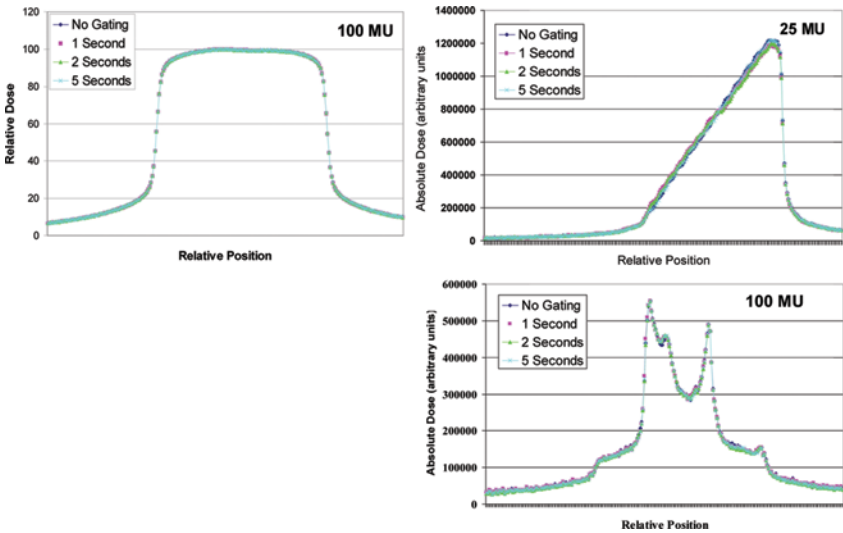 100 MU
No Gating
1 Second
2 Seconds
5 Seconds
Relative Dose
120
100
80
60
40
20
0
Relative Position
25 MU
No Gating
1 Second
2 Seconds
5 Seconds
Absolute Dose (arbitrary units)
1400000
1200000
1000000
800000
600000
400000
200000
0
Relative Position
100 MU
No Gating
1 Second
2 Seconds
5 Seconds
Absolute Dose (arbitrary units)
600000
500000
400000
300000
200000
100000
0
Relative Position